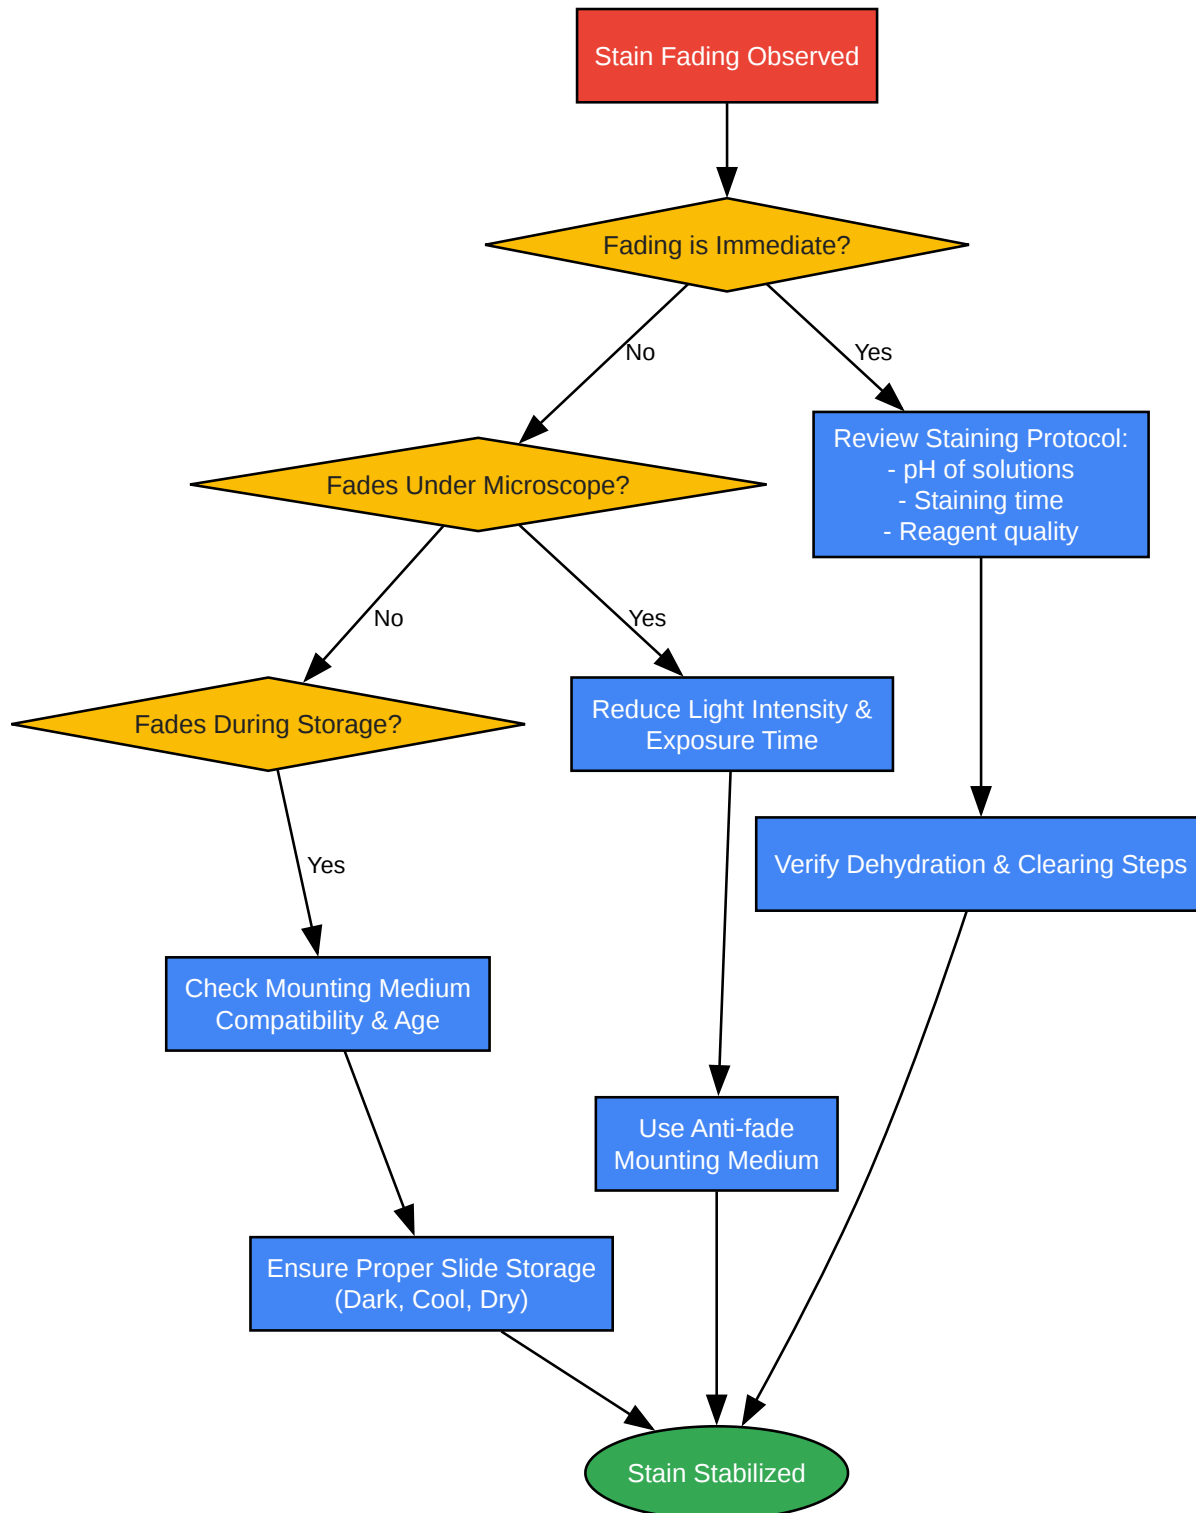 Stain Fading Observed
Fading is Immediate?
No
Yes
Fades Under Microscope?
Review Staining Protocol:
- pH of solutions
- Staining time
- Reagent quality
No
Yes
Fades During Storage?
Reduce Light Intensity &
Exposure Time
Yes
Verify Dehydration & Clearing Steps
Check Mounting Medium
Compatibility & Age
Use Anti-fade
Mounting Medium
Ensure Proper Slide Storage
(Dark, Cool, Dry)
Stain Stabilized